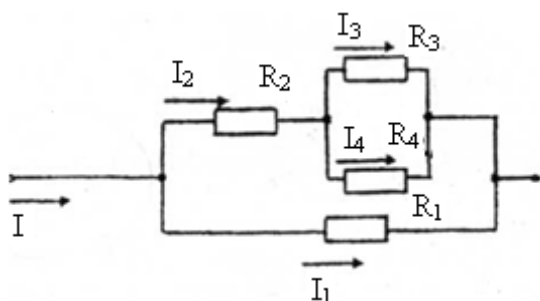 I₃ R₃
I₂ R₂
I₄ R₄
I R₁
I₁